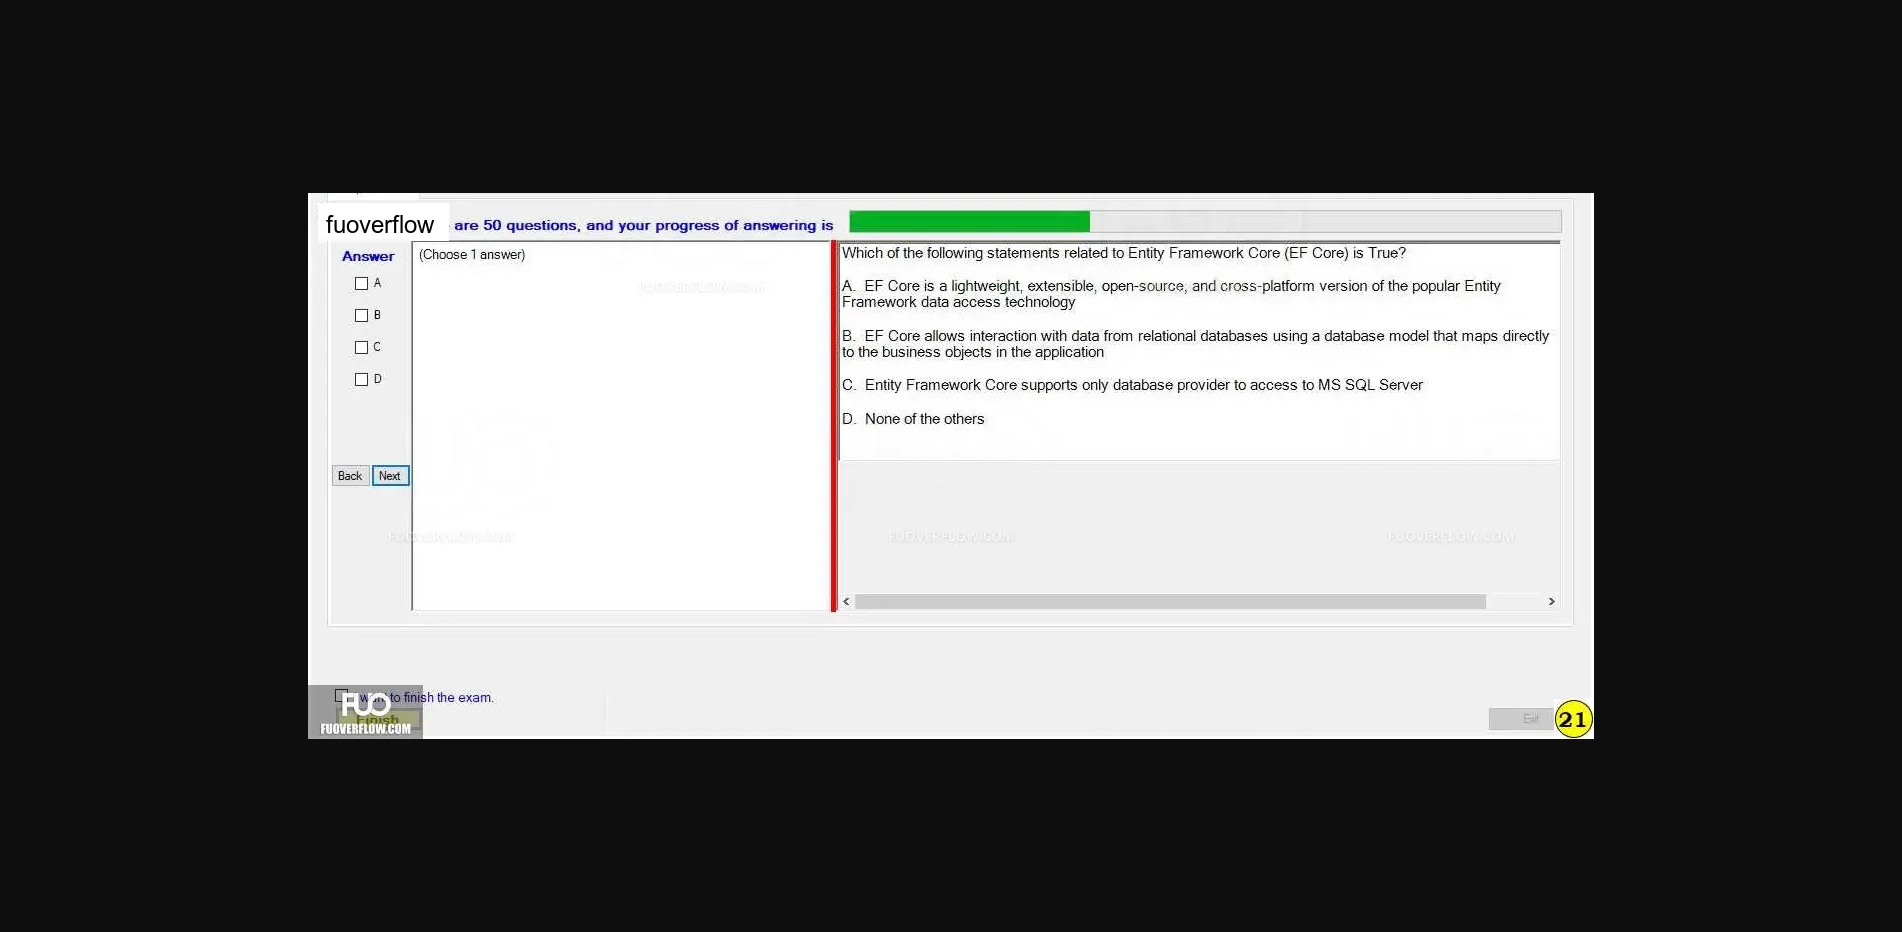 fuoverflow
are 50 questions, and your progress of answering is
Answer
(Choose 1 answer)
A
B
C
D
Back
Next
Which of the following statements related to Entity Framework Core (EF Core) is True?
A. EF Core is a lightweight, extensible, open-source, and cross-platform version of the popular Entity
Framework data access technology
B. EF Core allows interaction with data from relational databases using a database model that maps directly
to the business objects in the application
C. Entity Framework Core supports only database provider to access to MS SQL Server
D. None of the others
FUOVERFLOW.COM
FUOVERFLOW.COM
FUOVERFLOW.COM
FUOVERFLOW.COM
I want to finish the exam.
FUO
Finish
FUOVERFLOW.COM
Exit
21